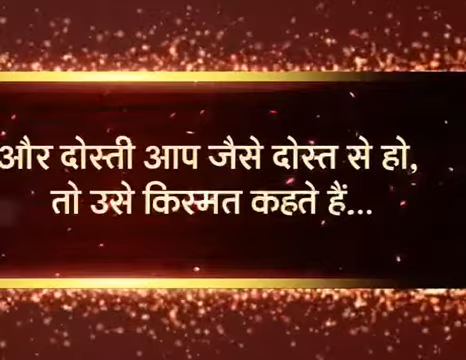 और दोस्ती आप जैसे दोस्त से हो,
तो उसे किस्मत कहते हैं...